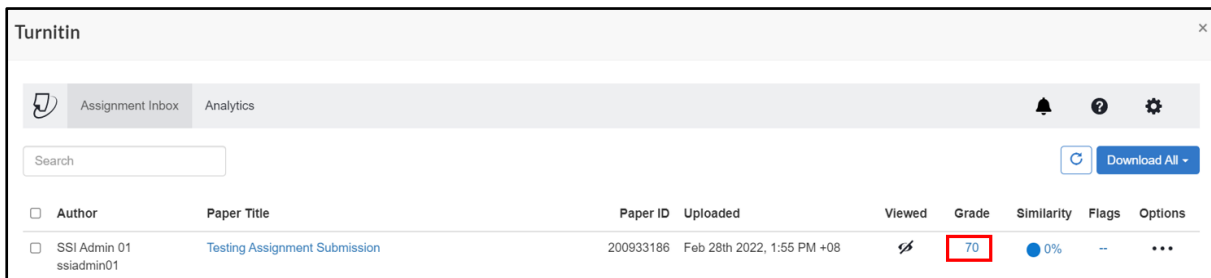 Turnitin
Assignment Inbox Analytics
Search
Download All
Author Paper Title Paper ID Uploaded Viewed Grade Similarity Flags Options
SSI Admin 01 Testing Assignment Submission 200933186 Feb 28th 2022, 1:55 PM +08 70 0% --
ssiadmin01